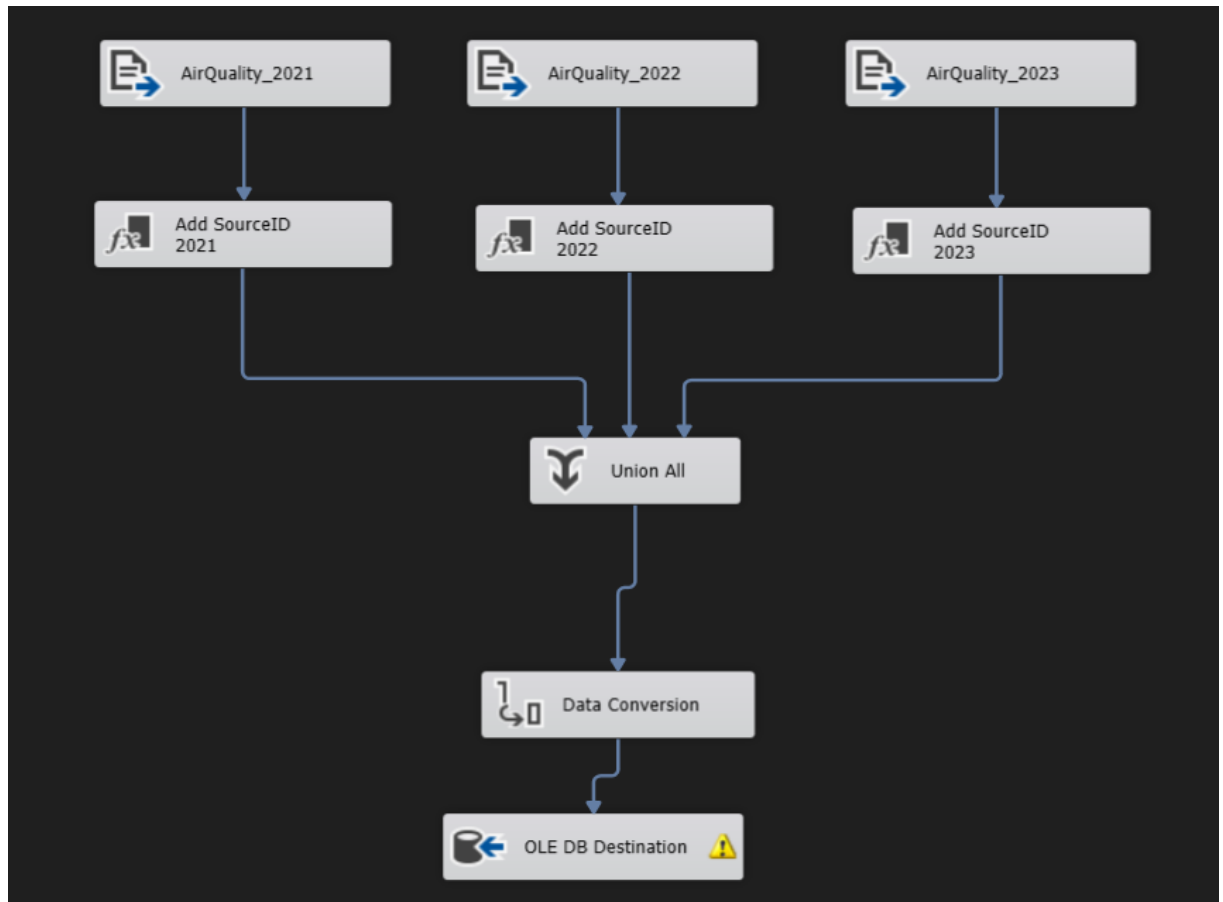 AirQuality_2021
AirQuality_2022
AirQuality_2023
Add SourceID
2021
Add SourceID
2022
Add SourceID
2023
Union All
Data Conversion
OLE DB Destination